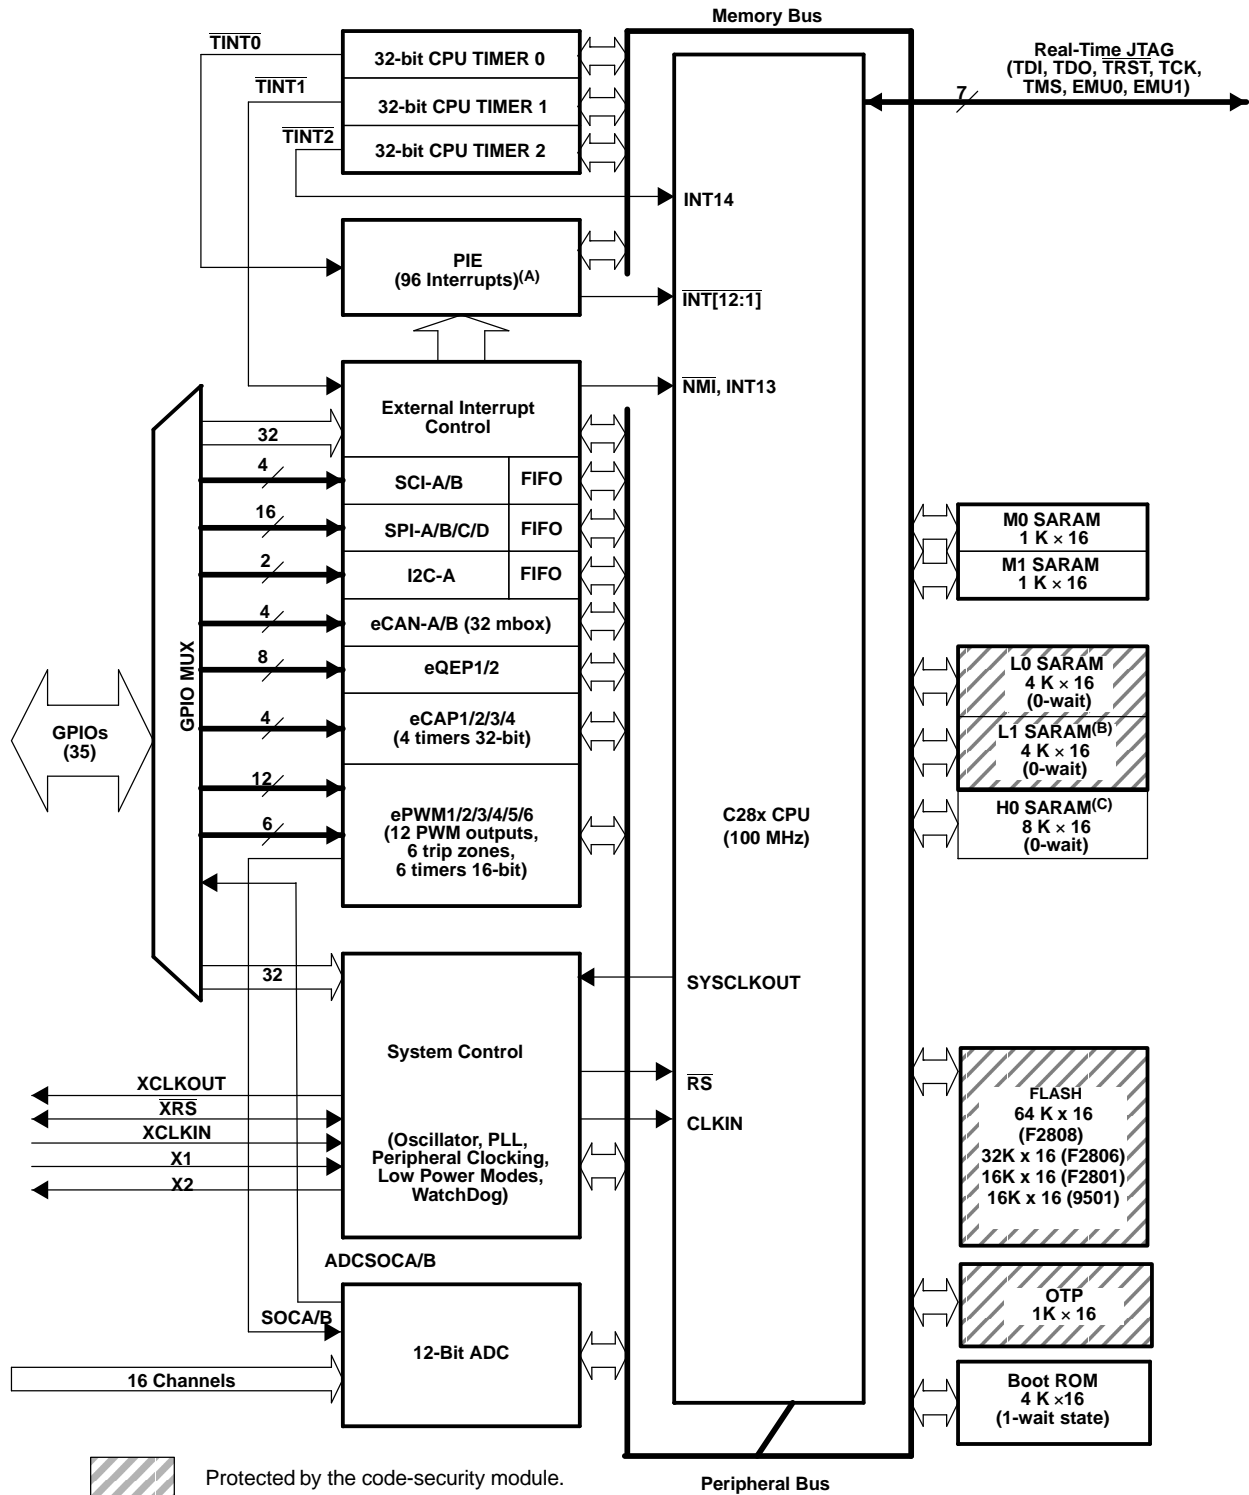 Memory Bus
TINT0
32-bit CPU TIMER 0
TINT1
32-bit CPU TIMER 1
TINT2
32-bit CPU TIMER 2
Real-Time JTAG
(TDI, TDO, TRST, TCK,
TMS, EMU0, EMU1)
7
INT14
PIE
(96 Interrupts)(A)
INT[12:1]
NMI, INT13
External Interrupt
Control
32
4
SCI-A/B
FIFO
16
SPI-A/B/C/D
FIFO
2
I2C-A
FIFO
4
eCAN-A/B (32 mbox)
8
eQEP1/2
4
eCAP1/2/3/4
(4 timers 32-bit)
12
6
ePWM1/2/3/4/5/6
(12 PWM outputs,
6 trip zones,
6 timers 16-bit)
GPIO MUX
GPIOs
(35)
C28x CPU
(100 MHz)
M0 SARAM
1 K × 16
M1 SARAM
1 K × 16
L0 SARAM
4 K × 16
(0-wait)
L1 SARAM(B)
4 K × 16
(0-wait)
H0 SARAM(C)
8 K × 16
(0-wait)
32
SYSCLKOUT
System Control
RS
CLKIN
XCLKOUT
XRS
XCLKIN
X1
X2
(Oscillator, PLL,
Peripheral Clocking,
Low Power Modes,
WatchDog)
FLASH
64 K x 16
(F2808)
32K x 16 (F2806)
16K x 16 (F2801)
16K x 16 (9501)
ADCSOCA/B
SOCA/B
12-Bit ADC
16 Channels
OTP
1K × 16
Boot ROM
4 K ×16
(1-wait state)
Protected by the code-security module.
Peripheral Bus